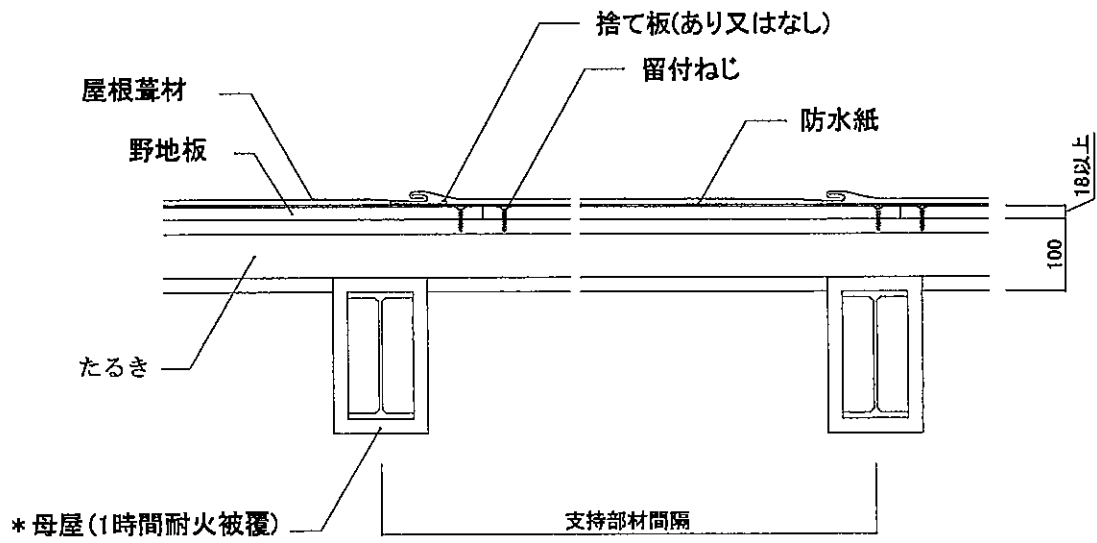 捨て板(あり又はなし)
留付ねじ
屋根葺材
防水紙
野地板
18以上
100
たるき
*母屋(1時間耐火被覆)
支持部材間隔